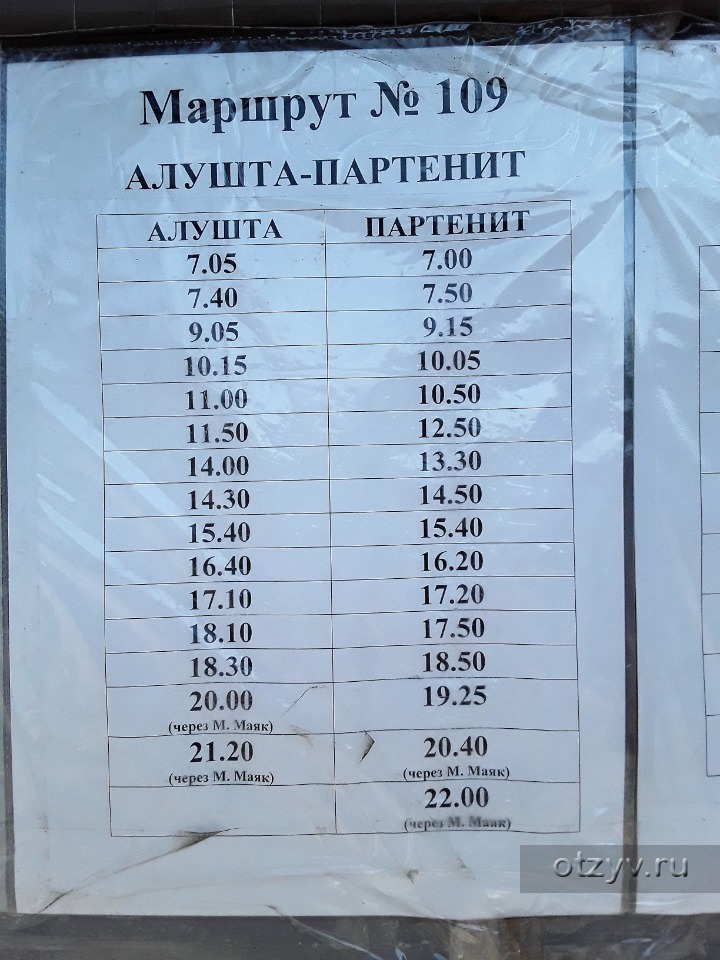 Маршрут № 109
АЛУШТА-ПАРТЕНИТ
АЛУШТА ПАРТЕНИТ
7.05 7.00
7.40 7.50
9.05 9.15
10.15 10.05
11.00 10.50
11.50 12.50
14.00 13.30
14.30 14.50
15.40 15.40
16.40 16.20
17.10 17.20
18.10 17.50
18.30 18.50
20.00 19.25
(через М. Маяк)
21.20 20.40
(через М. Маяк) (через М. Маяк)
22.00
(через М. Маяк)
otzyv.ru